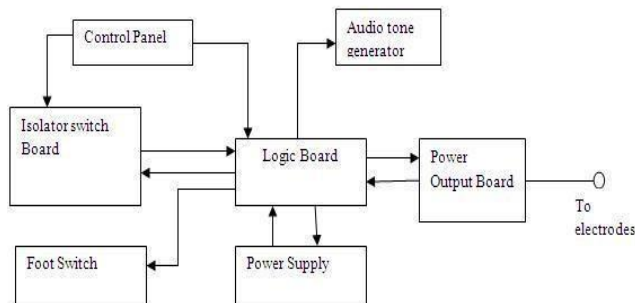 Control Panel
Audio tone
generator
Isolator switch
Board
Logic Board
Power
Output Board
To
electrodes
Foot Switch
Power Supply